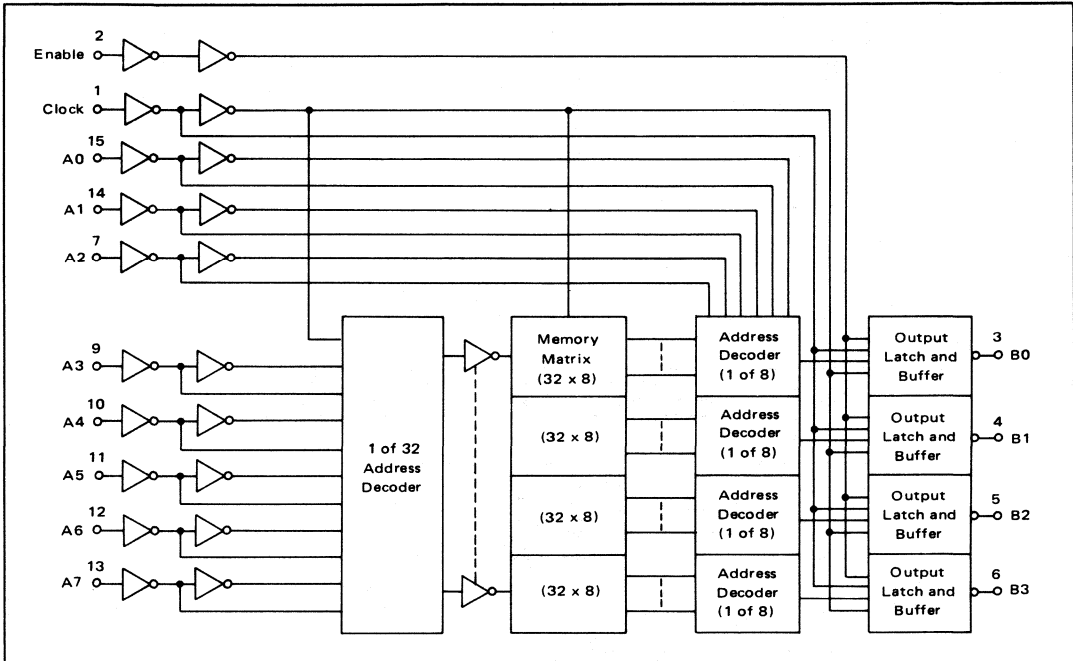 2
Enable
1
Clock
15
A0
14
A1
7
A2
9
A3
10
A4
11
A5
12
A6
13
A7
1 of 32
Address
Decoder
Memory
Matrix
(32 x 8)
(32 x 8)
(32 x 8)
(32 x 8)
Address
Decoder
(1 of 8)
Address
Decoder
(1 of 8)
Address
Decoder
(1 of 8)
Address
Decoder
(1 of 8)
Output
Latch and
Buffer
3
B0
Output
Latch and
Buffer
4
B1
Output
Latch and
Buffer
5
B2
Output
Latch and
Buffer
6
B3